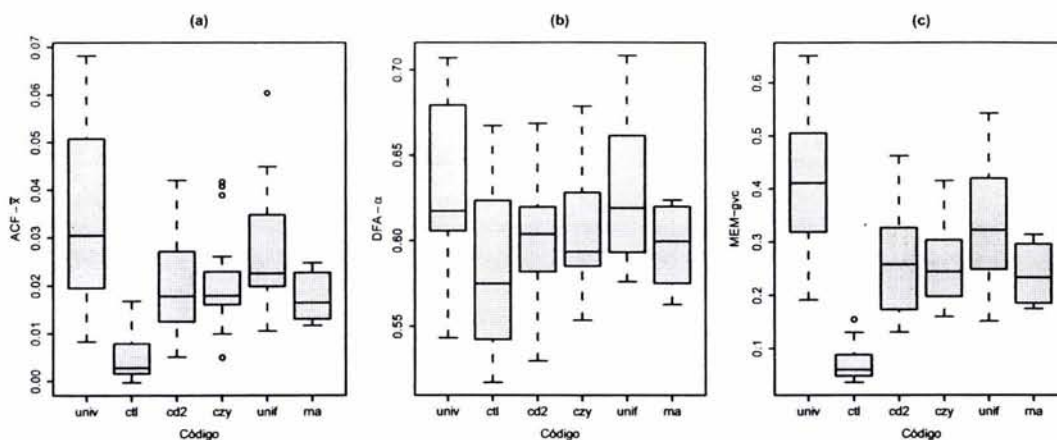 (a)
ACF-x̅
0.07
0.06
0.05
0.04
0.03
0.02
0.01
0.00
univ ctl cd2 czy unif rna
Código
(b)
DFA-α
0.70
0.65
0.60
0.55
univ ctl cd2 czy unif rna
Código
(c)
MEM-gvc
0.6
0.5
0.4
0.3
0.2
0.1
univ ctl cd2 czy unif rna
Código